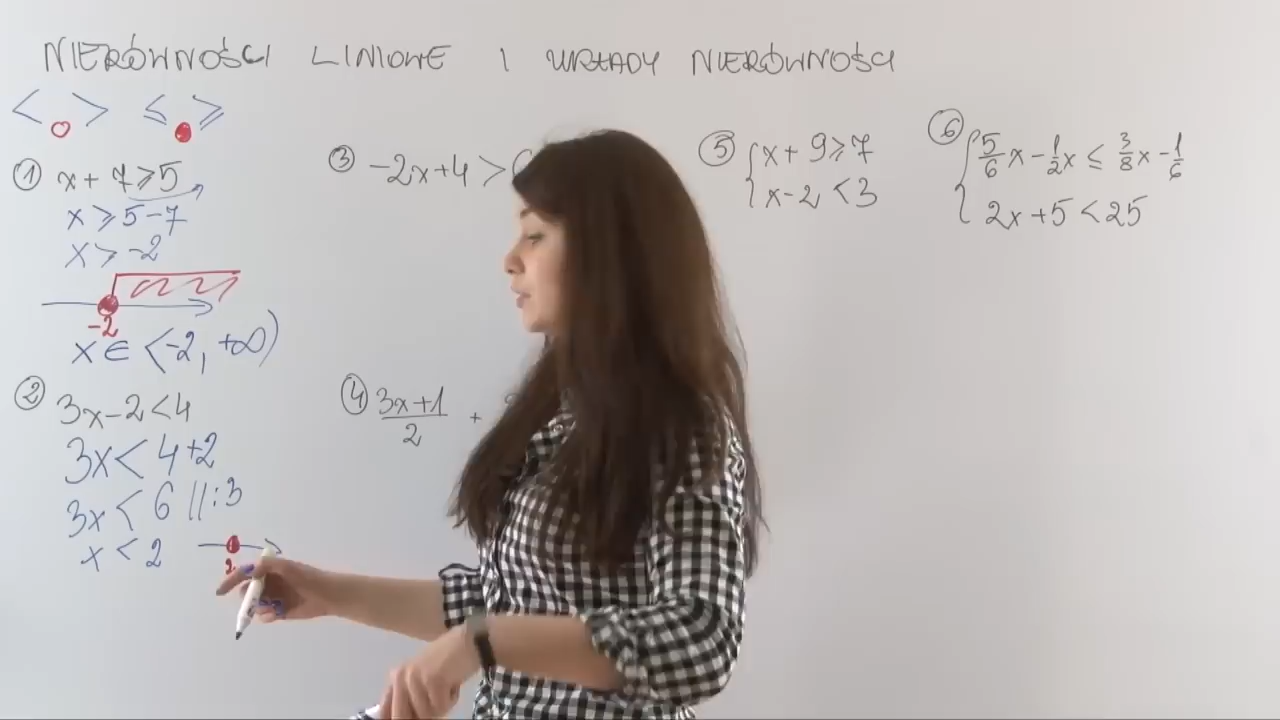 NIERÓWNOŚCI LINIOWE I UKŁADY NIERÓWNOŚCI
< > ≤ ≥
① x + 7 ≥ 5
x ≥ 5 - 7
x ≥ -2
-2
x ∈ <-2, +∞)
② 3x - 2 < 4
3x < 4 + 2
3x < 6 //:3
x < 2
2
③ -2x + 4 >
④ (3x+1)/2 +
⑤ { x + 9 ≥ 7
x - 2 < 3
⑥ { 5/6 x - 1/2 x ≤ 3/8 x - 1/6
2x + 5 < 25